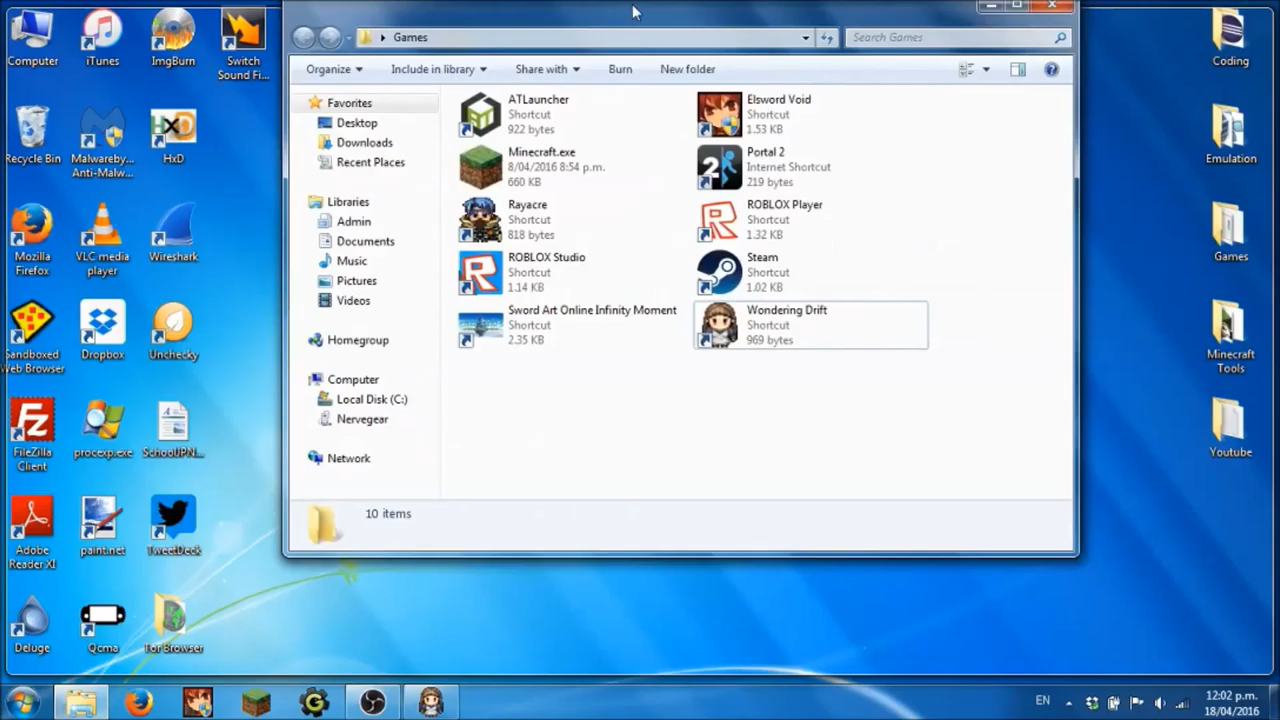 Computer
iTunes
ImgBurn
Switch
Sound Fi...
Recycle Bin
Malwareby...
Anti-Malw...
HxD
Mozilla
Firefox
VLC media
player
Wireshark
Sandboxed
Web Browser
Dropbox
Unchecky
FileZilla
Client
procexp.exe
SchoolUPN...
Adobe
Reader XI
paint.net
TweetDeck
Deluge
Qcma
Tor Browser
Games
Search Games
Organize
Include in library
Share with
Burn
New folder
Favorites
Desktop
Downloads
Recent Places
Libraries
Admin
Documents
Music
Pictures
Videos
Homegroup
Computer
Local Disk (C:)
Nervegear
Network
ATLauncher
Shortcut
922 bytes
Elsword Void
Shortcut
1.53 KB
Minecraft.exe
8/04/2016 8:54 p.m.
660 KB
Portal 2
Internet Shortcut
219 bytes
Rayacre
Shortcut
818 bytes
ROBLOX Player
Shortcut
1.32 KB
ROBLOX Studio
Shortcut
1.14 KB
Steam
Shortcut
1.02 KB
Sword Art Online Infinity Moment
Shortcut
2.35 KB
Wondering Drift
Shortcut
969 bytes
10 items
Coding
Emulation
Games
Minecraft
Tools
Youtube
EN
12:02 p.m.
18/04/2016